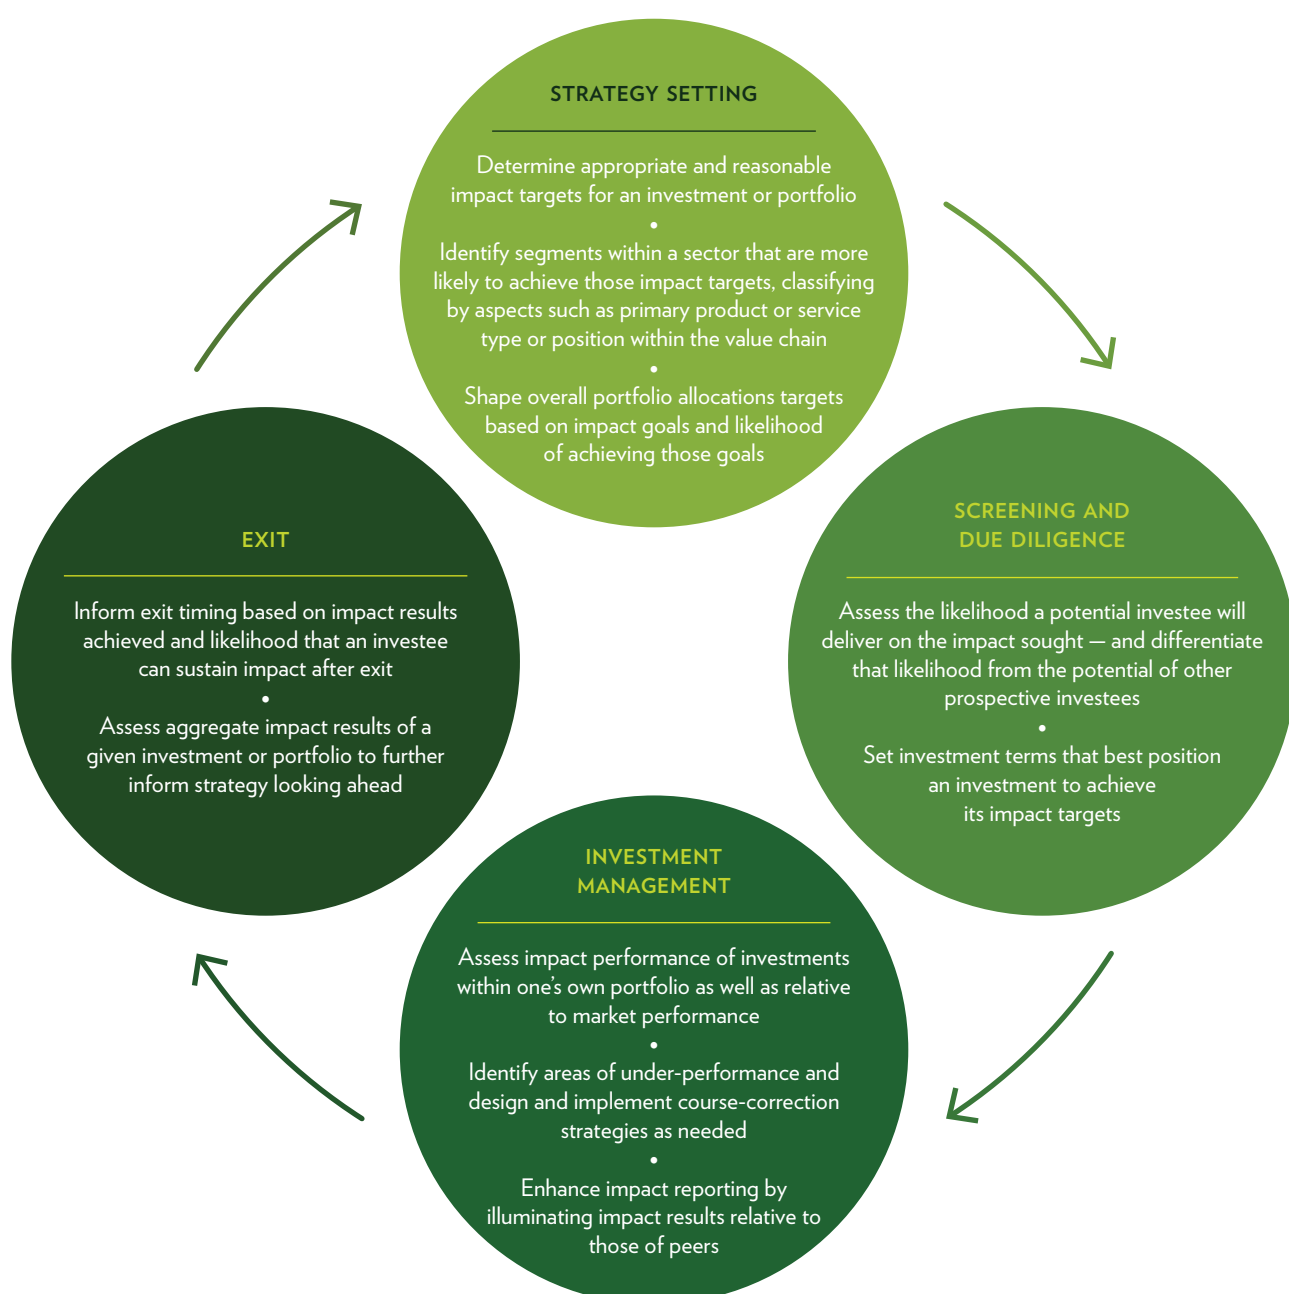 STRATEGY SETTING
Determine appropriate and reasonable
impact targets for an investment or portfolio
•
Identify segments within a sector that are more
likely to achieve those impact targets, classifying
by aspects such as primary product or service
type or position within the value chain
•
Shape overall portfolio allocations targets
based on impact goals and likelihood
of achieving those goals
SCREENING AND
DUE DILIGENCE
Assess the likelihood a potential investee will
deliver on the impact sought — and differentiate
that likelihood from the potential of other
prospective investees
•
Set investment terms that best position
an investment to achieve
its impact targets
INVESTMENT
MANAGEMENT
Assess impact performance of investments
within one's own portfolio as well as relative
to market performance
•
Identify areas of under-performance and
design and implement course-correction
strategies as needed
•
Enhance impact reporting by
illuminating impact results relative to
those of peers
EXIT
Inform exit timing based on impact results
achieved and likelihood that an investee
can sustain impact after exit
•
Assess aggregate impact results of a
given investment or portfolio to further
inform strategy looking ahead